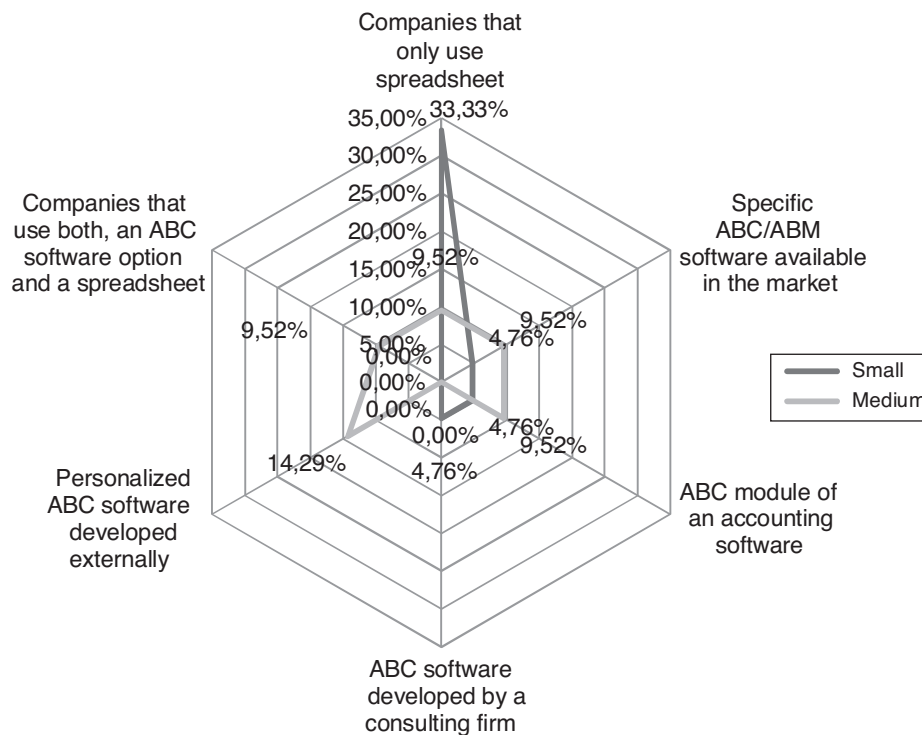 Companies that
only use
spreadsheet
35,00%
33,33%
30,00%
25,00%
20,00%
15,00%
9,52%
10,00%
5,00%
0,00%
0,00%
0,00%
Companies that
use both, an ABC
software option
and a spreadsheet
9,52%
Specific
ABC/ABM
software available
in the market
9,52%
4,76%
Small
Medium
4,76%
9,52%
0,00%
4,76%
14,29%
Personalized
ABC software
developed
externally
ABC module of
an accounting
software
ABC software
developed by a
consulting firm